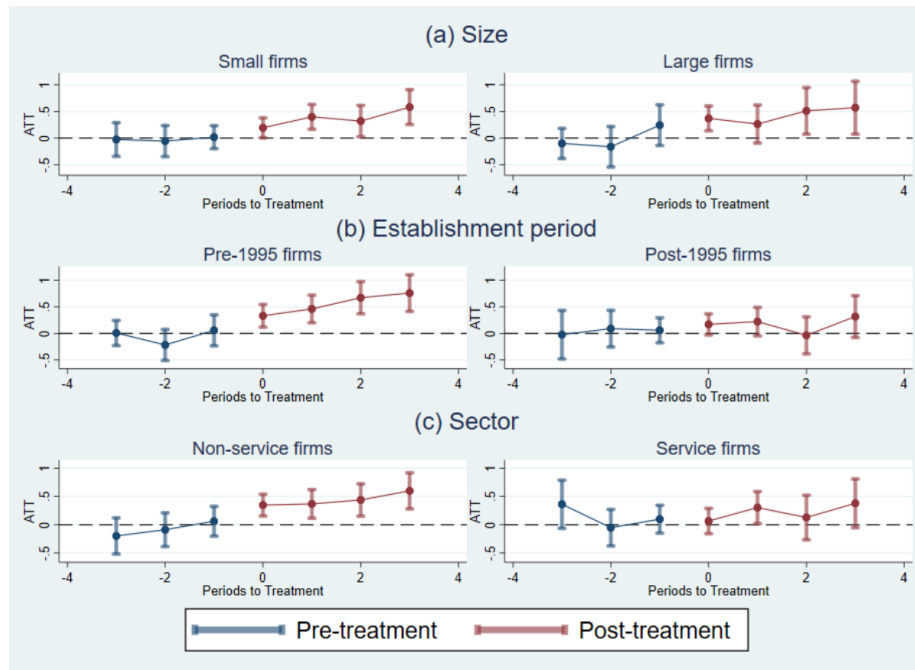 (a) Size
Small firms
Large firms
ATT
1
.5
0
-.5
-4
-2
0
2
4
Periods to Treatment
ATT
1
.5
0
-.5
-4
-2
0
2
4
Periods to Treatment
(b) Establishment period
Pre-1995 firms
Post-1995 firms
ATT
1
.5
0
-.5
-4
-2
0
2
4
Periods to Treatment
ATT
1
.5
0
-.5
-4
-2
0
2
4
Periods to Treatment
(c) Sector
Non-service firms
Service firms
ATT
1
.5
0
-.5
-4
-2
0
2
4
Periods to Treatment
ATT
1
.5
0
-.5
-4
-2
0
2
4
Periods to Treatment
Pre-treatment
Post-treatment